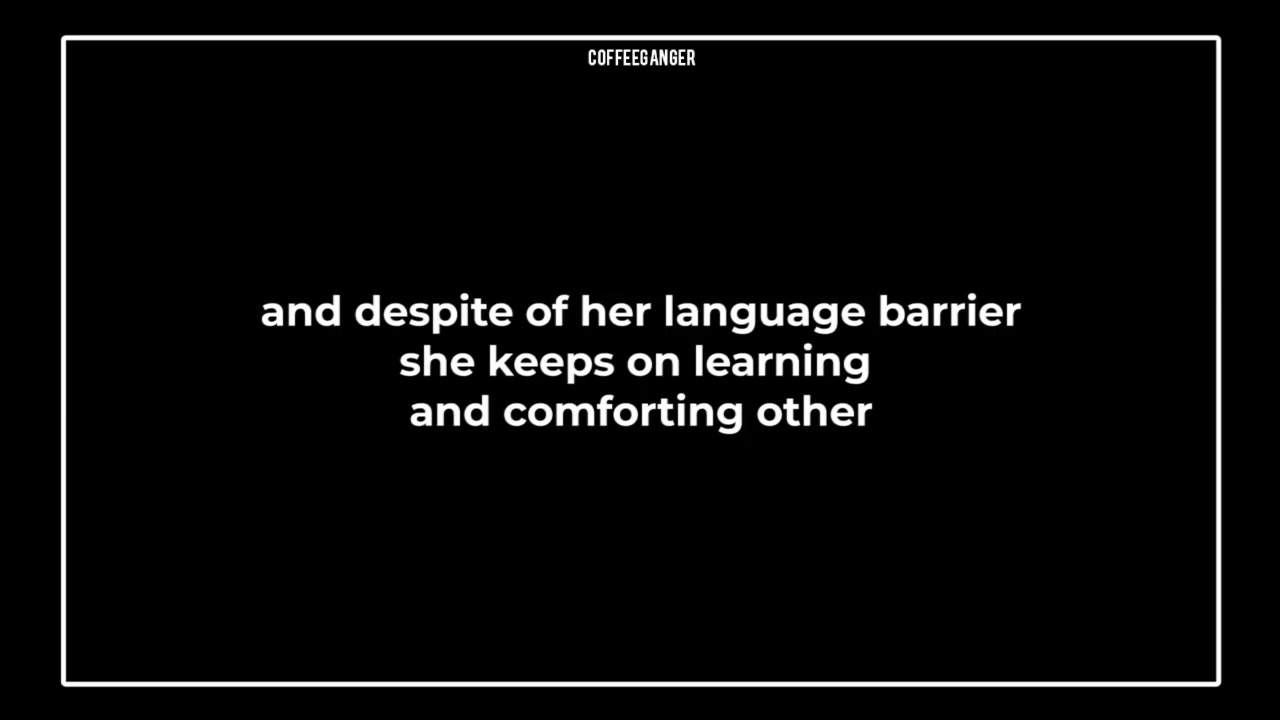 COFFEEGANGER
and despite of her language barrier
she keeps on learning
and comforting other